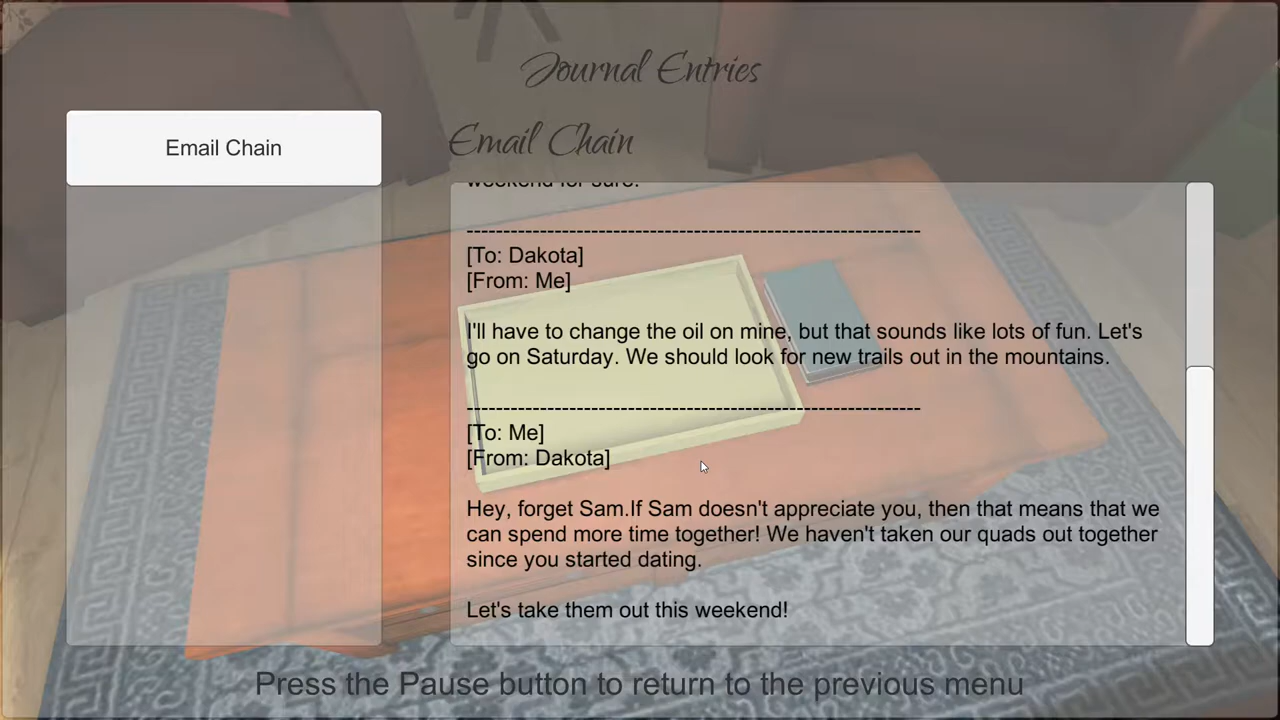 Journal Entries
Email Chain
Email Chain
weekend for sure.
--------------------------------------------------------------
[To: Dakota]
[From: Me]
I'll have to change the oil on mine, but that sounds like lots of fun. Let's
go on Saturday. We should look for new trails out in the mountains.
--------------------------------------------------------------
[To: Me]
[From: Dakota]
Hey, forget Sam.If Sam doesn't appreciate you, then that means that we
can spend more time together! We haven't taken our quads out together
since you started dating.
Let's take them out this weekend!
Press the Pause button to return to the previous menu